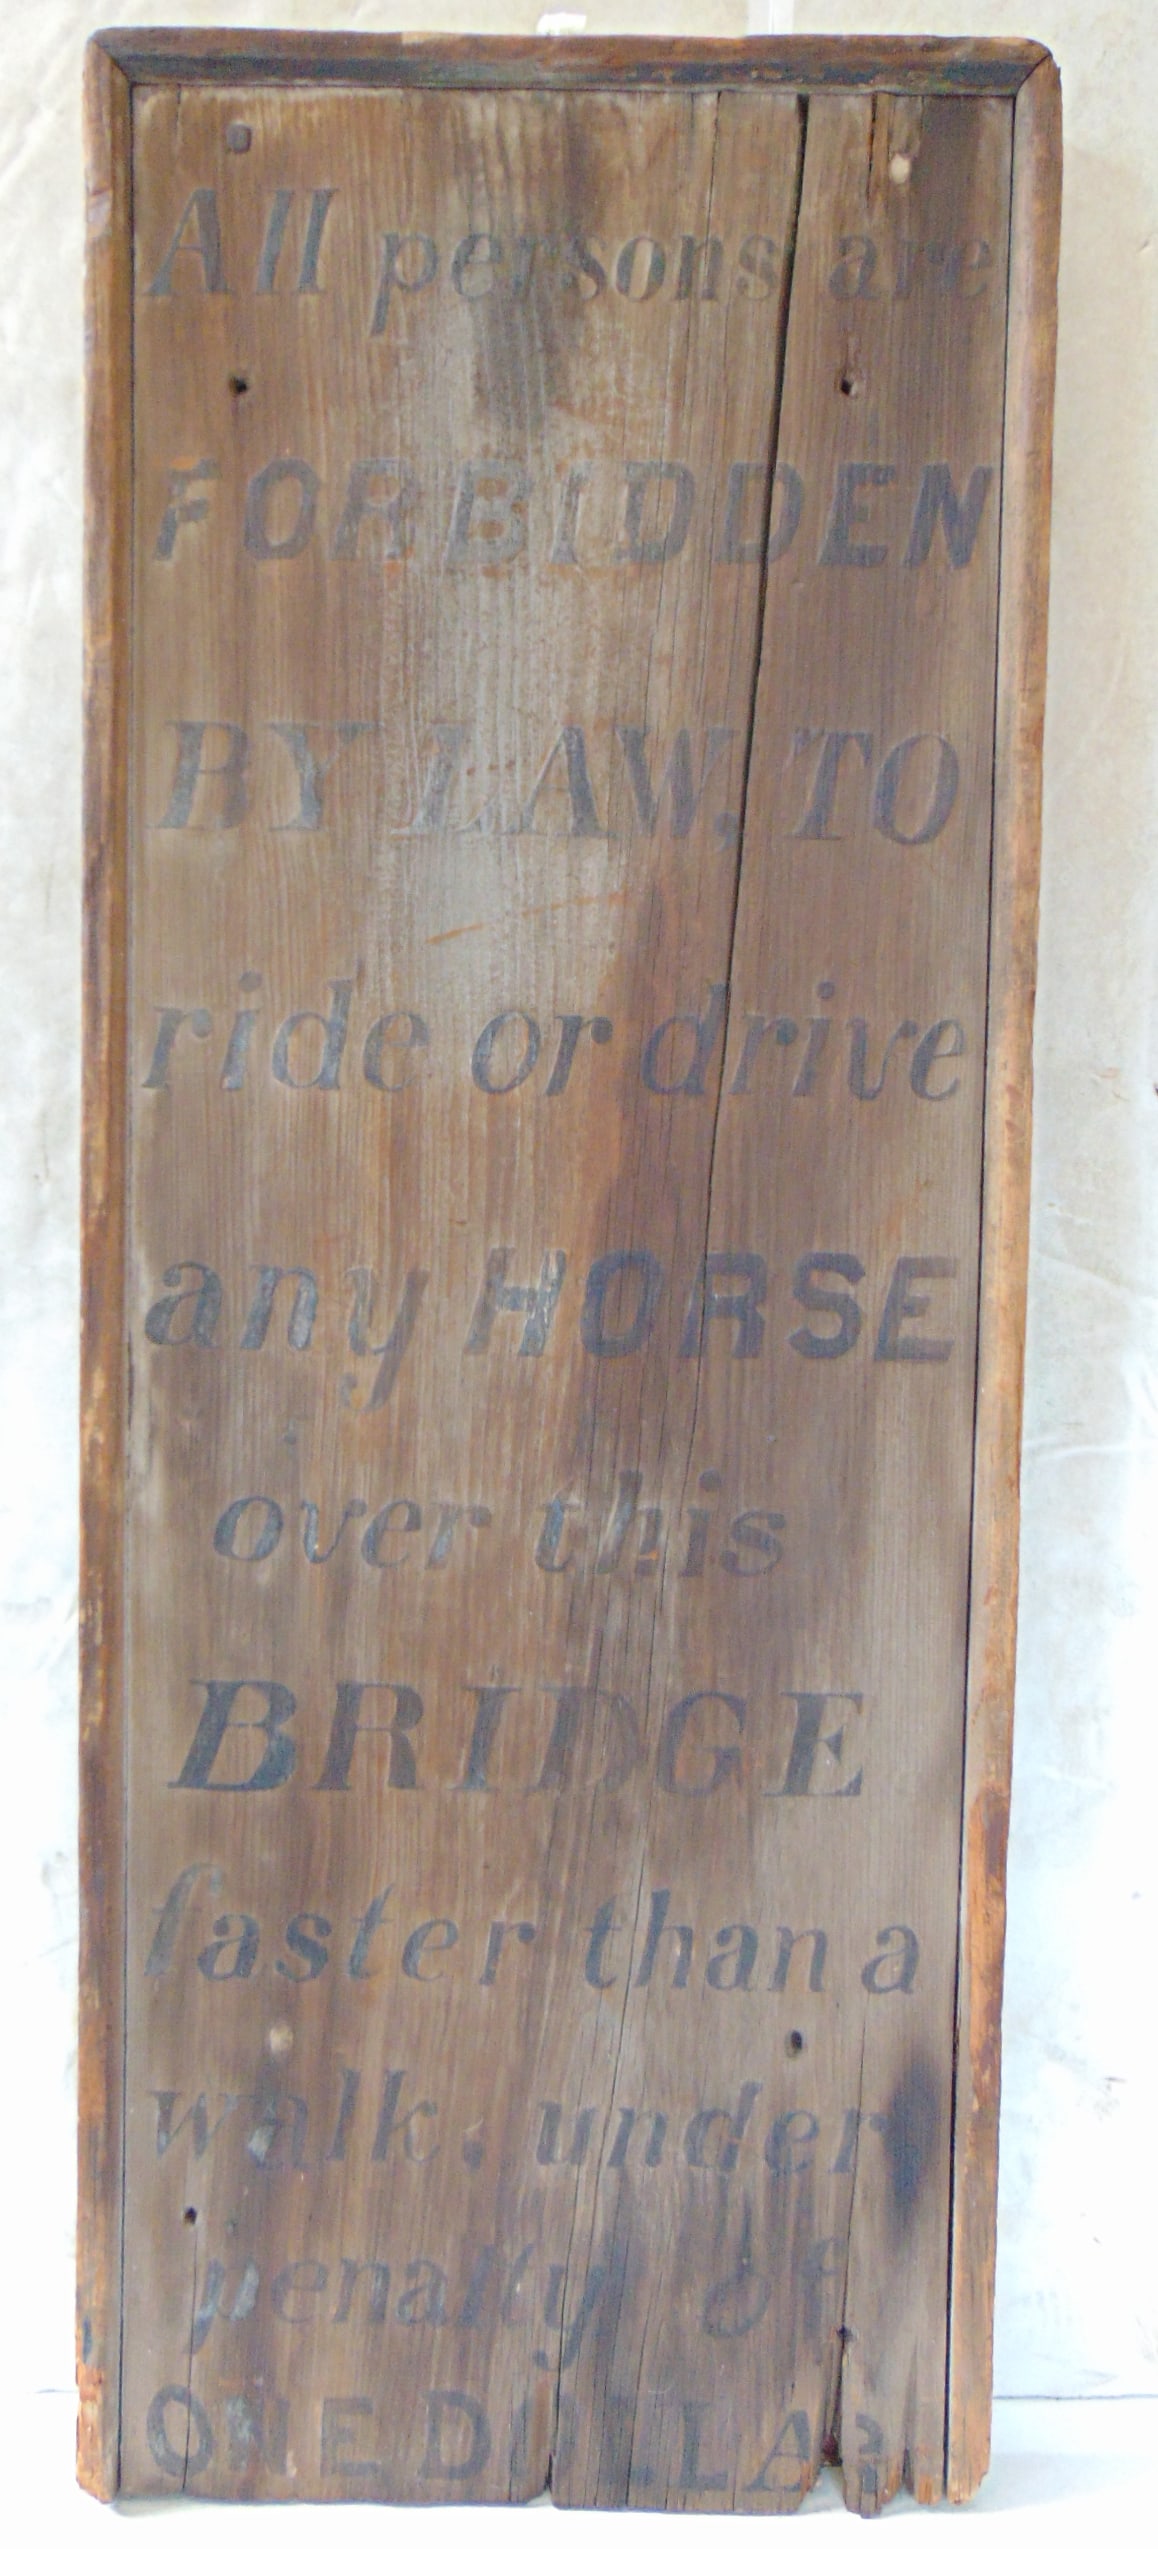 All persons are
FORBIDDEN
BY LAW, TO
ride or drive
any HORSE
over this
BRIDGE
faster than a
walk, under
penalty of
ONE DOLLAR